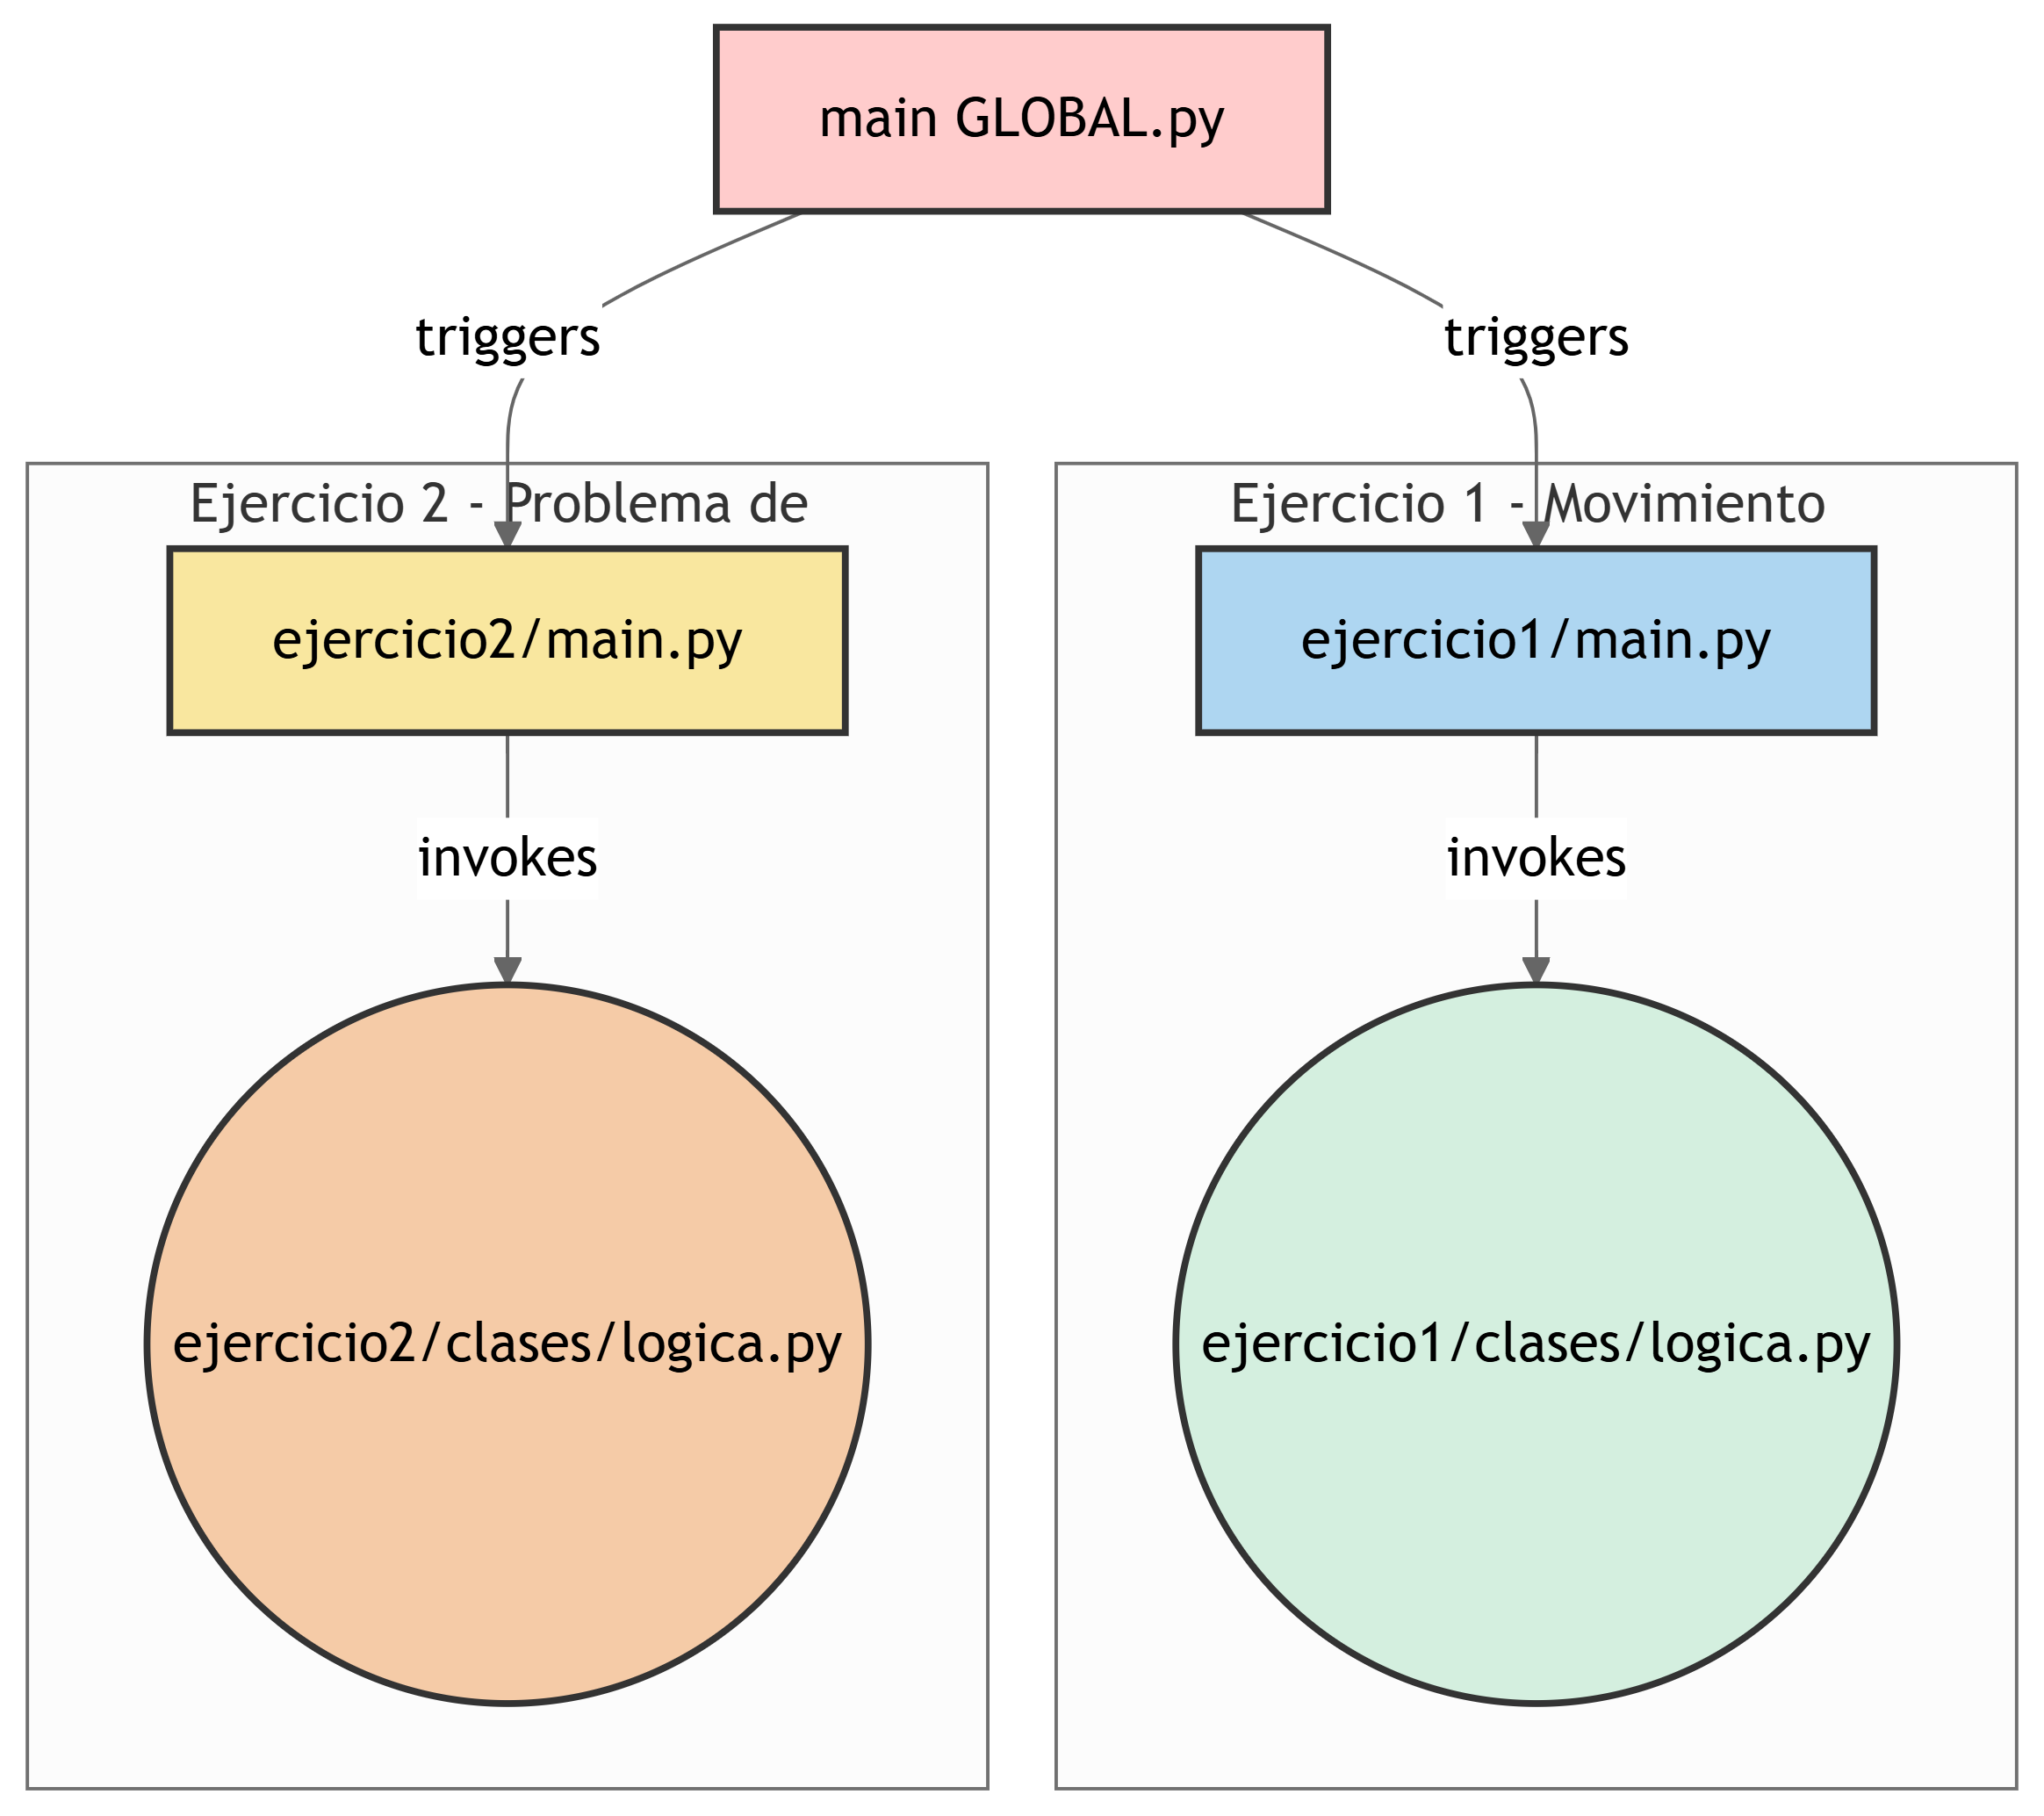 main GLOBAL.py
triggers
triggers
Ejercicio 2 - Problema de
Ejercicio 1 - Movimiento
ejercicio2/main.py
ejercicio1/main.py
invokes
invokes
ejercicio2/clases/logica.py
ejercicio1/clases/logica.py